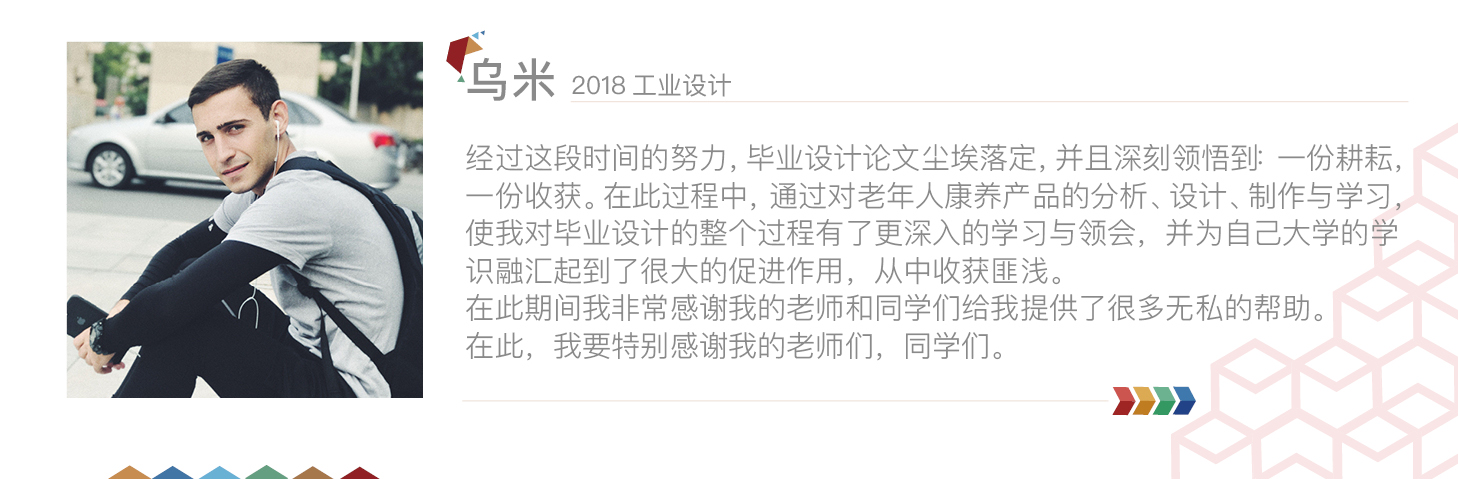 乌米 2018 工业设计
经过这段时间的努力，毕业设计论文尘埃落定，并且深刻领悟到：一份耕耘，
一份收获。在此过程中，通过对老年人康养产品的分析、设计、制作与学习，
使我对毕业设计的整个过程有了更深入的学习与领会，并为自己大学的学
识融汇起到了很大的促进作用，从中收获匪浅。
在此期间我非常感谢我的老师和同学们给我提供了很多无私的帮助。
在此，我要特别感谢我的老师们，同学们。